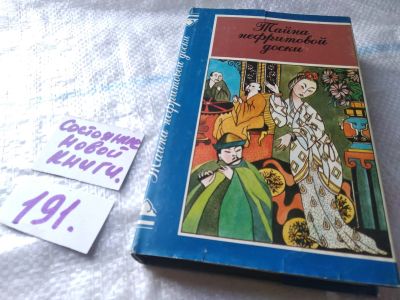 Тайна
нефритовой
доски
Тайна нефритовой доски
Состояние
новой
книги.
191.